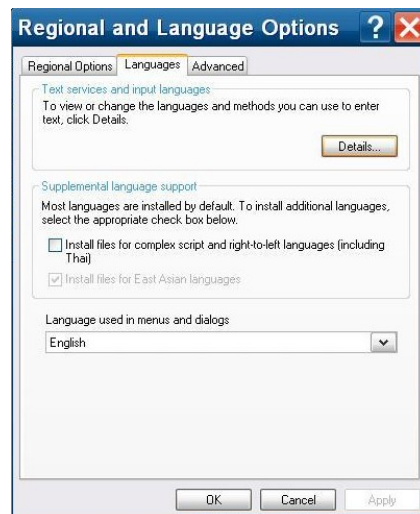 Regional and Language Options
Regional Options Languages Advanced
Text services and input languages
To view or change the languages and methods you can use to enter
text, click Details.
Details...
Supplemental language support
Most languages are installed by default. To install additional languages,
select the appropriate check box below.
Install files for complex script and right-to-left languages (including
Thai)
Install files for East Asian languages
Language used in menus and dialogs
English
OK Cancel Apply